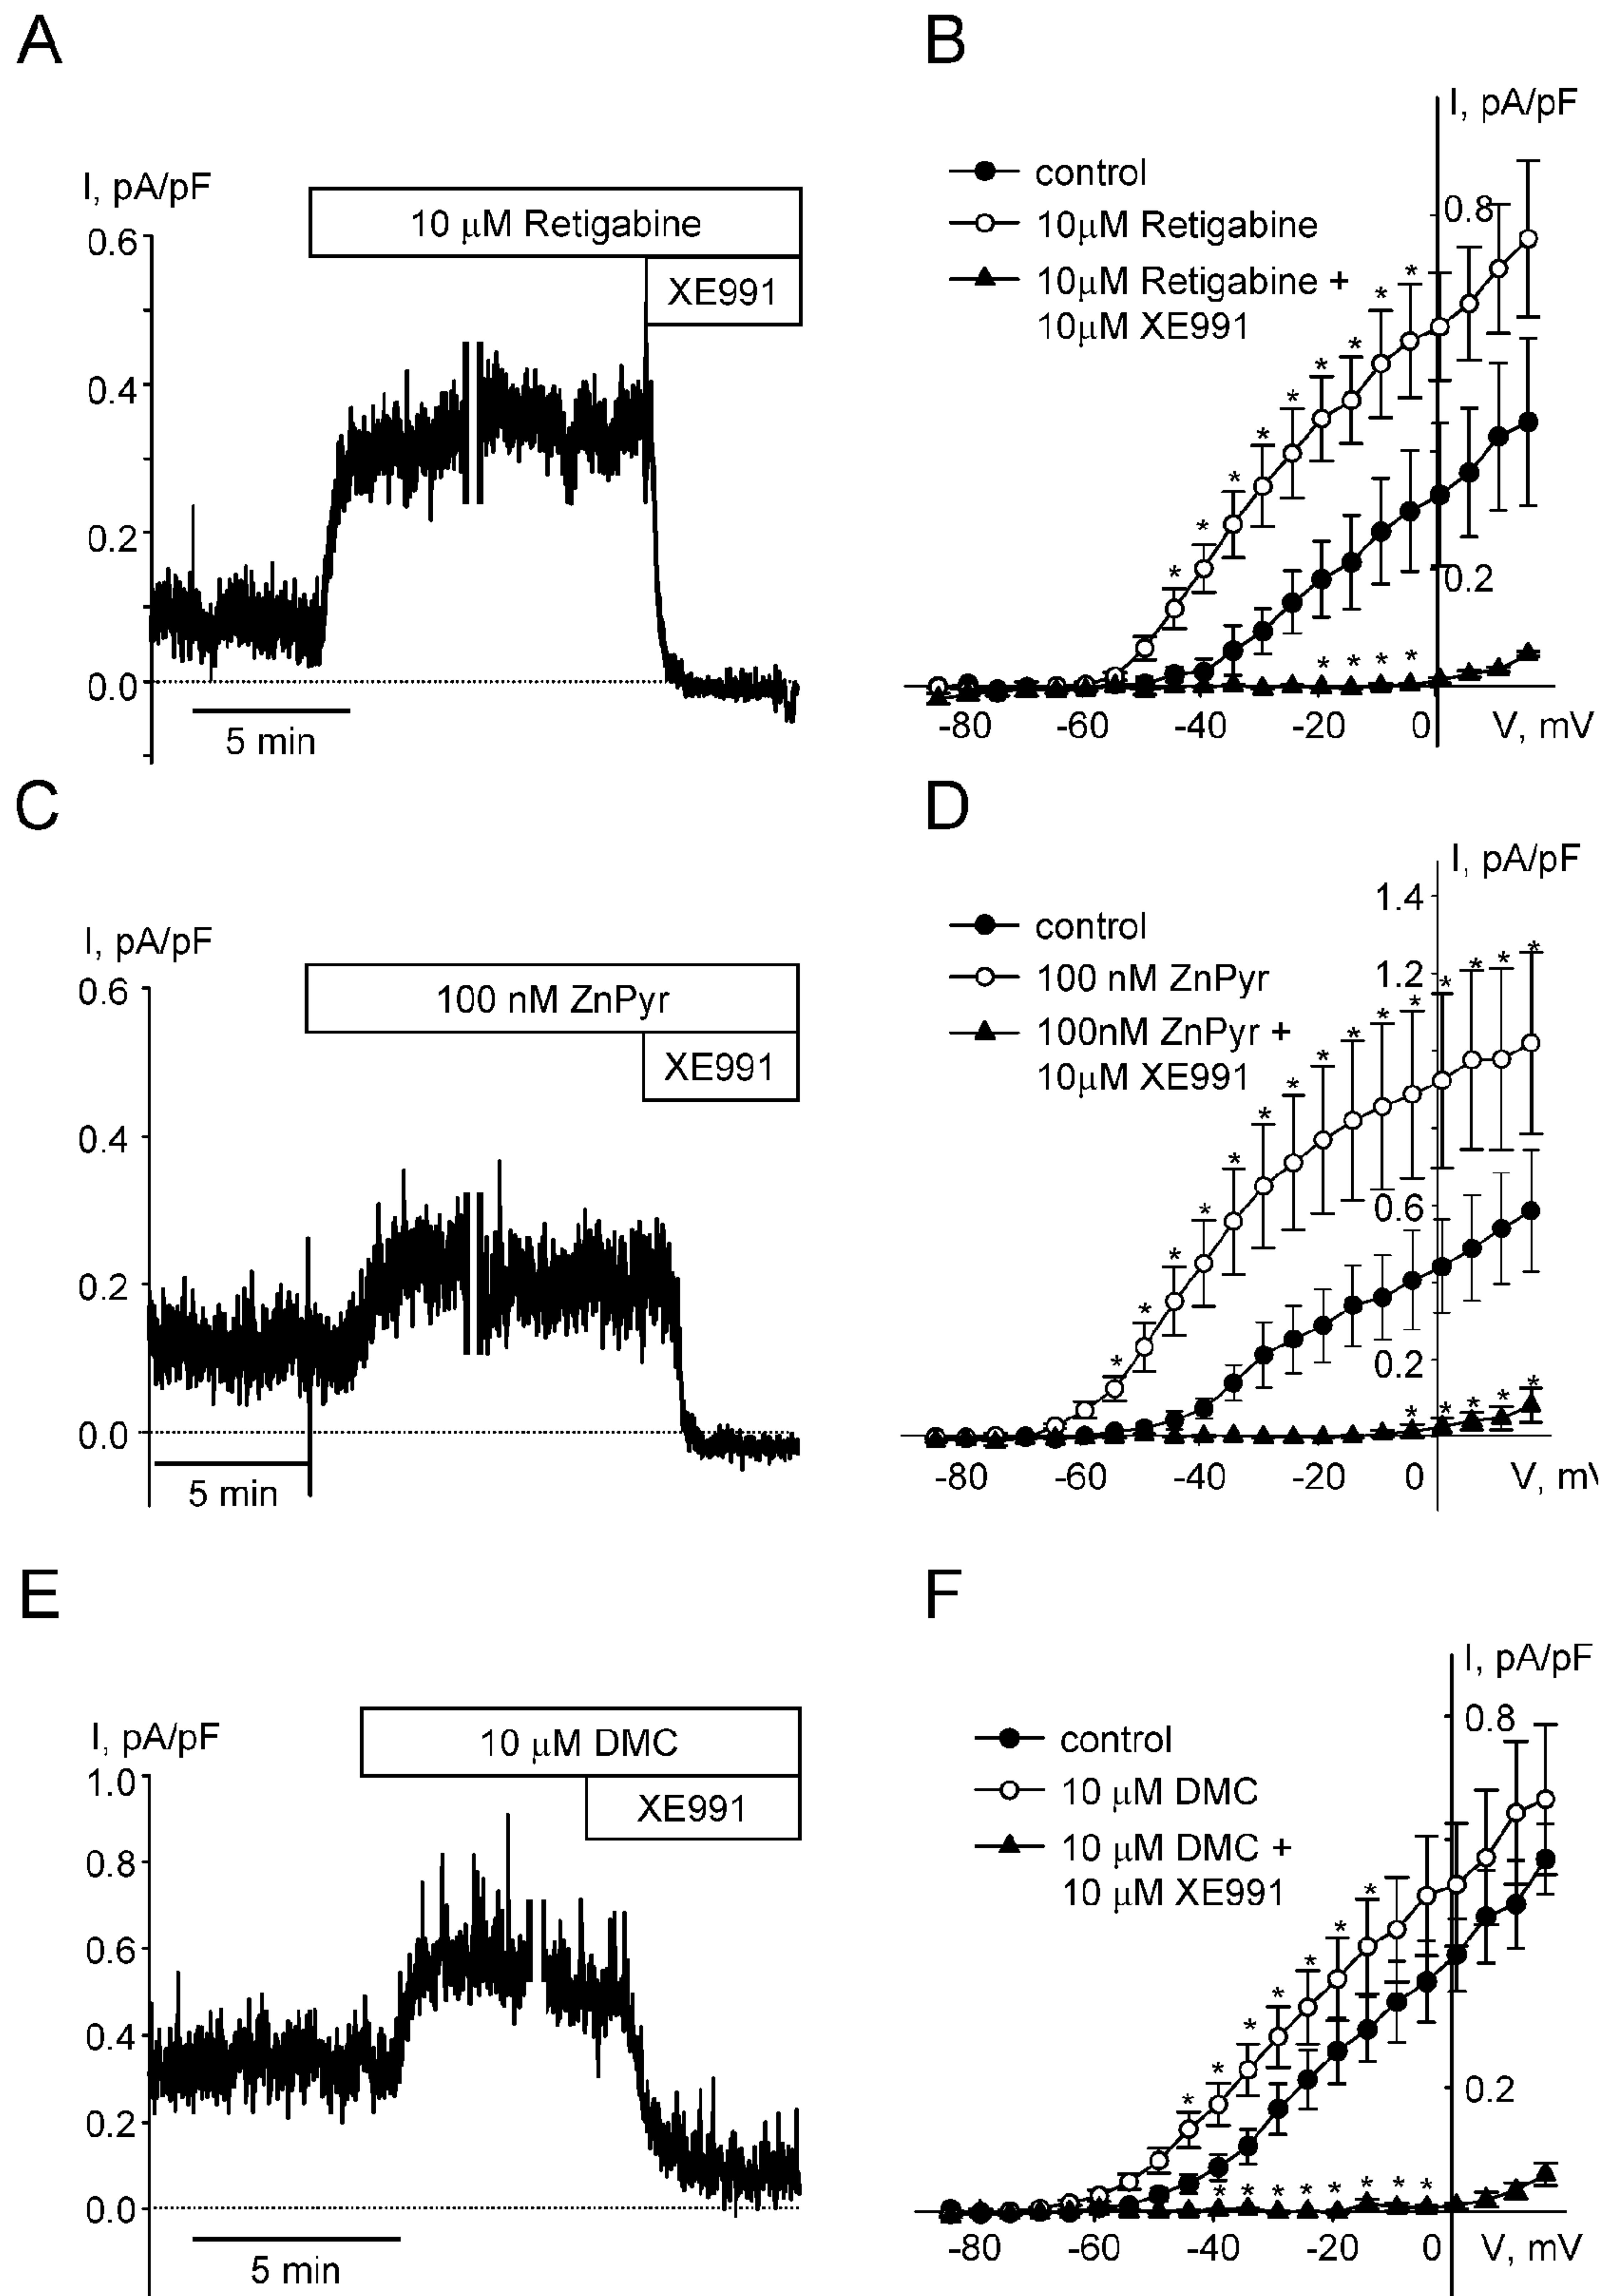 A
I, pA/pF
10 μM Retigabine
XE991
0.6
0.4
0.2
0.0
5 min
B
I, pA/pF
control
10μM Retigabine
10μM Retigabine +
10μM XE991
0.8
0.2
* * * * * * * * *
* * * *
-80 -60 -40 -20 0 V, mV
C
I, pA/pF
100 nM ZnPyr
XE991
0.6
0.4
0.2
0.0
5 min
D
I, pA/pF
control
100 nM ZnPyr
100nM ZnPyr +
10μM XE991
1.4
1.2
0.6
0.2
* * * * * * * * * * * * * * *
* * * * *
-80 -60 -40 -20 0 V, m
E
I, pA/pF
10 μM DMC
XE991
1.0
0.8
0.6
0.4
0.2
0.0
5 min
F
I, pA/pF
control
10 μM DMC
10 μM DMC +
10 μM XE991
0.8
0.2
* * * * * * *
* * * * * * * *
-80 -60 -40 -20 0 V, mV